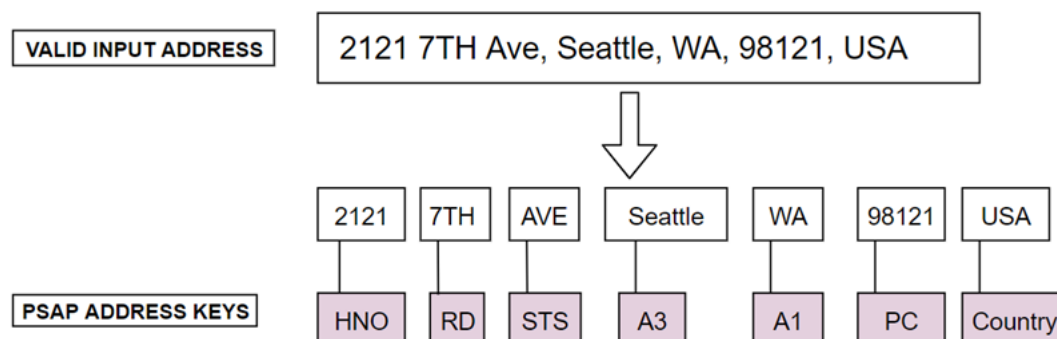 VALID INPUT ADDRESS
2121 7TH Ave, Seattle, WA, 98121, USA
2121 7TH AVE Seattle WA 98121 USA
PSAP ADDRESS KEYS
HNO RD STS A3 A1 PC Country